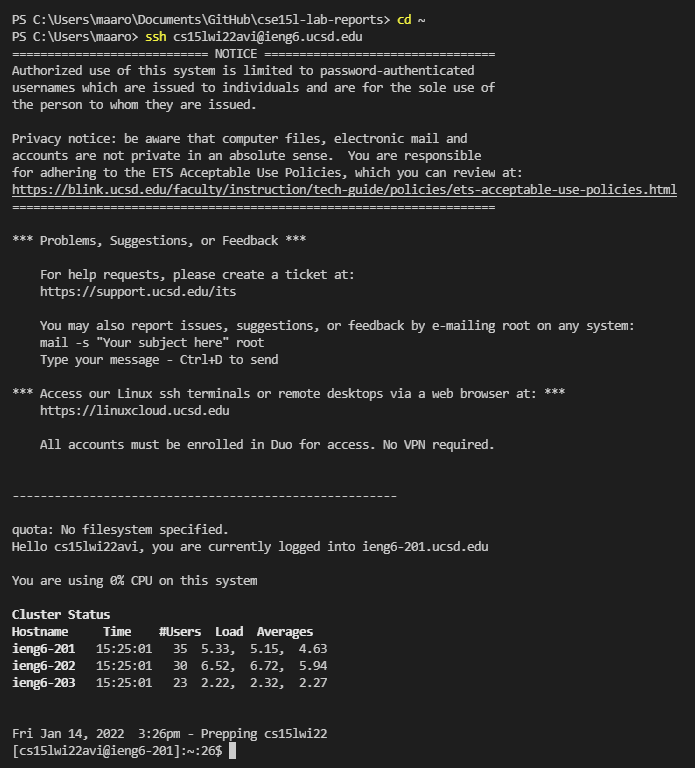 PS C:\Users\maaro\Documents\GitHub\cse15l-lab-reports> cd ~
PS C:\Users\maaro> ssh cs15lwi22avi@ieng6.ucsd.edu
============================ NOTICE =================================
Authorized use of this system is limited to password-authenticated
usernames which are issued to individuals and are for the sole use of
the person to whom they are issued.

Privacy notice: be aware that computer files, electronic mail and
accounts are not private in an absolute sense.  You are responsible
for adhering to the ETS Acceptable Use Policies, which you can review at:
https://blink.ucsd.edu/faculty/instruction/tech-guide/policies/ets-acceptable-use-policies.html
=====================================================================

*** Problems, Suggestions, or Feedback ***

    For help requests, please create a ticket at:
    https://support.ucsd.edu/its

    You may also report issues, suggestions, or feedback by e-mailing root on any system:
    mail -s "Your subject here" root
    Type your message - Ctrl+D to send

*** Access our Linux ssh terminals or remote desktops via a web browser at: ***
    https://linuxcloud.ucsd.edu

    All accounts must be enrolled in Duo for access. No VPN required.


-------------------------------------------------------

quota: No filesystem specified.
Hello cs15lwi22avi, you are currently logged into ieng6-201.ucsd.edu

You are using 0% CPU on this system

Cluster Status
Hostname     Time    #Users  Load  Averages
ieng6-201   15:25:01   35  5.33,  5.15,  4.63
ieng6-202   15:25:01   30  6.52,  6.72,  5.94
ieng6-203   15:25:01   23  2.22,  2.32,  2.27


Fri Jan 14, 2022  3:26pm - Prepping cs15lwi22
[cs15lwi22avi@ieng6-201]:~:26$